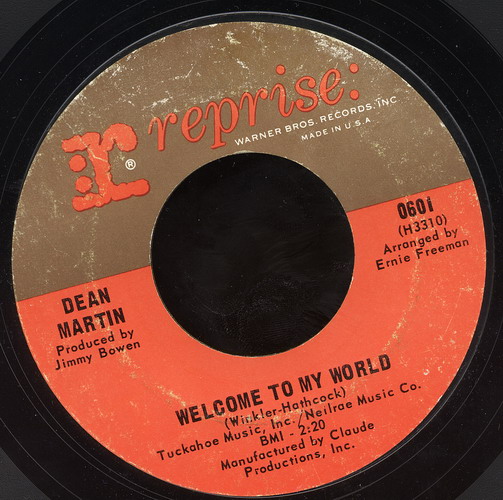 r® reprise:
WARNER BROS. RECORDS, INC
MADE IN U.S.A
0601
(H3310)
Arranged by
Ernie Freeman
DEAN
MARTIN
Produced by
Jimmy Bowen
WELCOME TO MY WORLD
(Winkler-Hathcock)
Tuckahoe Music, Inc./Neilrae Music Co.
BMI - 2:20
Manufactured by Claude
Productions, Inc.